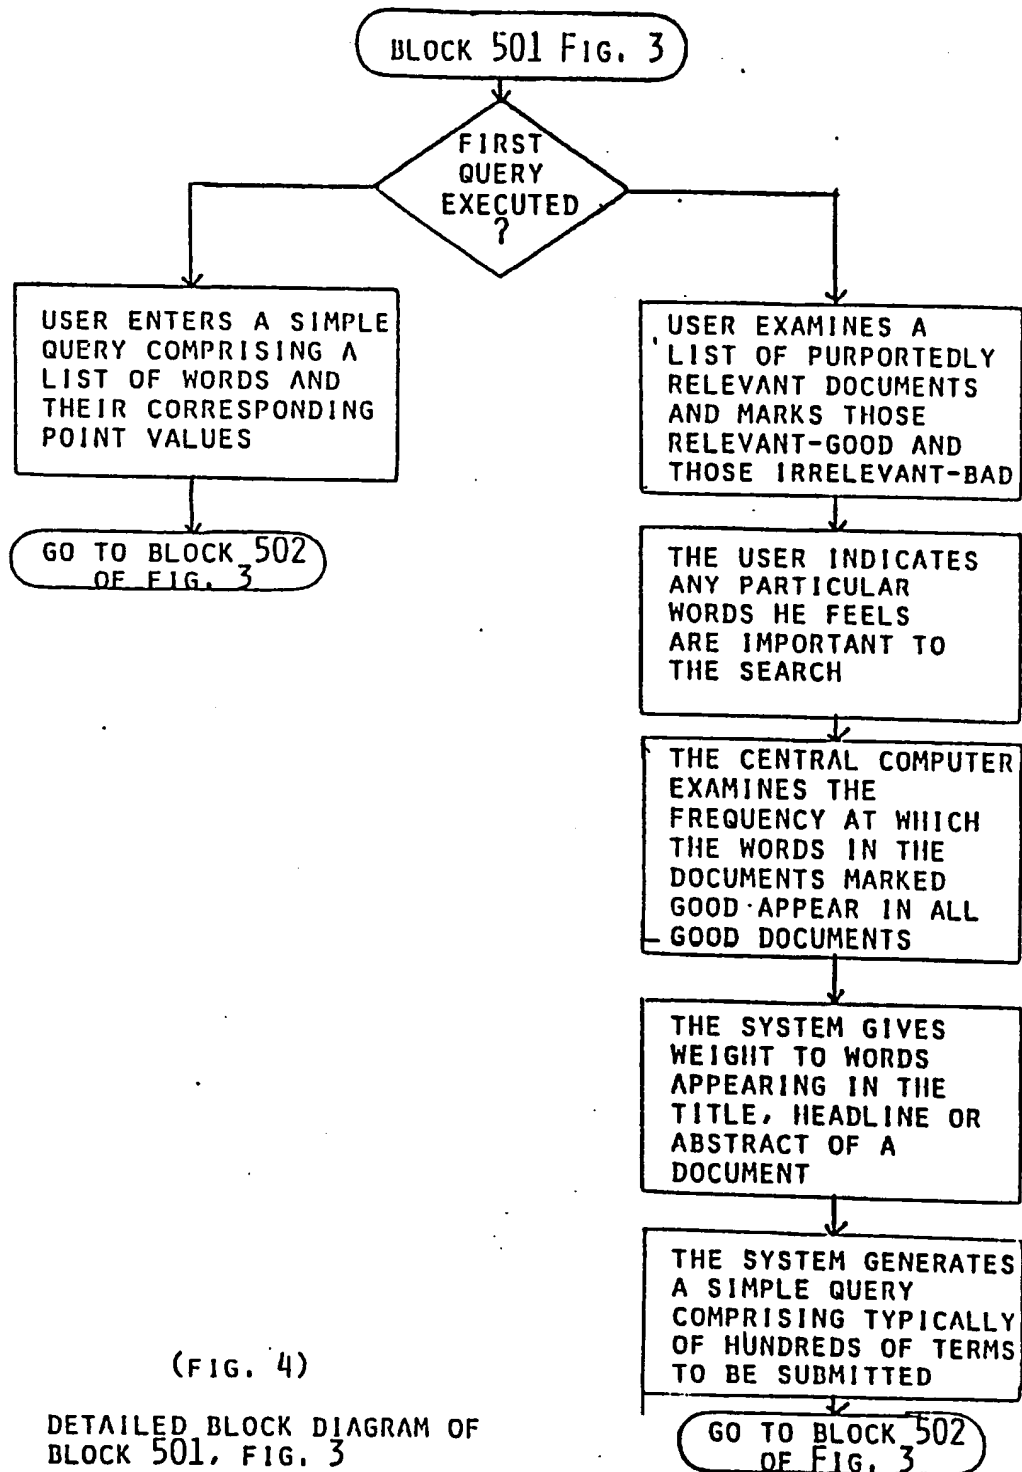 BLOCK 501 FIG. 3
FIRST
QUERY
EXECUTED
?
USER ENTERS A SIMPLE
QUERY COMPRISING A
LIST OF WORDS AND
THEIR CORRESPONDING
POINT VALUES
GO TO BLOCK 502
OF FIG. 3
USER EXAMINES A
LIST OF PURPORTEDLY
RELEVANT DOCUMENTS
AND MARKS THOSE
RELEVANT-GOOD AND
THOSE IRRELEVANT-BAD
THE USER INDICATES
ANY PARTICULAR
WORDS HE FEELS
ARE IMPORTANT TO
THE SEARCH
THE CENTRAL COMPUTER
EXAMINES THE
FREQUENCY AT WHICH
THE WORDS IN THE
DOCUMENTS MARKED
GOOD APPEAR IN ALL
GOOD DOCUMENTS
THE SYSTEM GIVES
WEIGHT TO WORDS
APPEARING IN THE
TITLE, HEADLINE OR
ABSTRACT OF A
DOCUMENT
THE SYSTEM GENERATES
A SIMPLE QUERY
COMPRISING TYPICALLY
OF HUNDREDS OF TERMS
TO BE SUBMITTED
GO TO BLOCK 502
OF FIG. 3
(FIG. 4)
DETAILED BLOCK DIAGRAM OF
BLOCK 501, FIG. 3